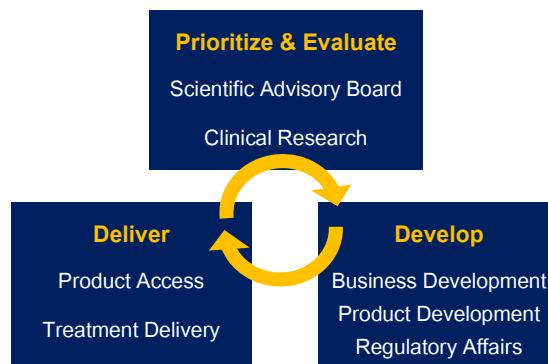 Prioritize & Evaluate
Scientific Advisory Board
Clinical Research
Deliver
Product Access
Treatment Delivery
Develop
Business Development
Product Development
Regulatory Affairs